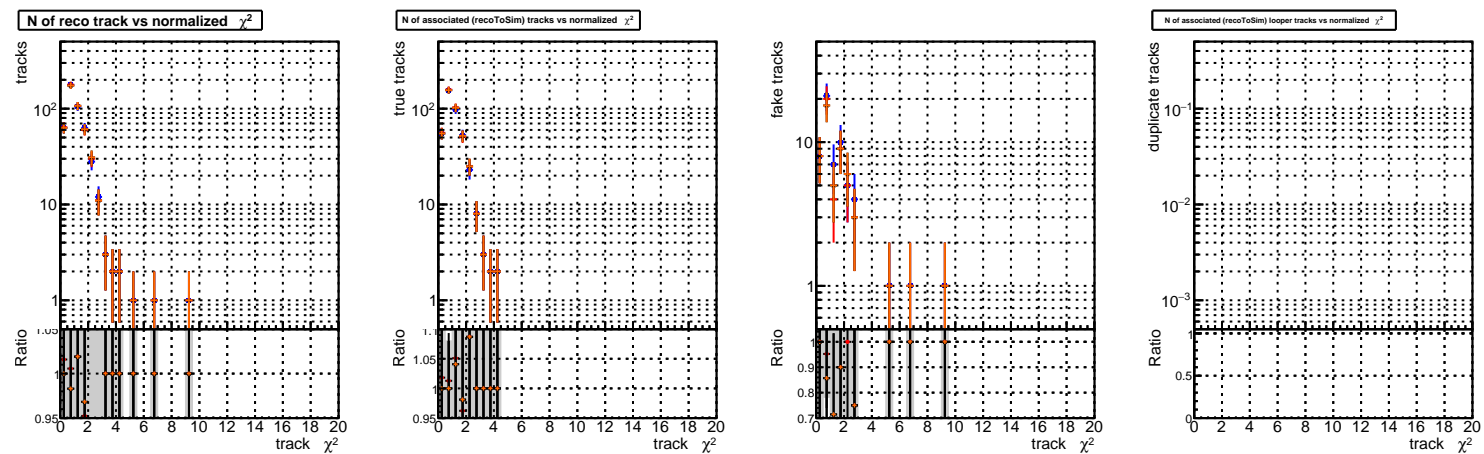 N of reco track vs normalized χ²
tracks
10²
10
1
Ratio
1.05
1
0.95
0 2 4 6 8 10 12 14 16 18 20
track χ²
N of associated (recoToSim) tracks vs normalized χ²
true tracks
10²
10
1
Ratio
1.1
1.05
1
0.95
0 2 4 6 8 10 12 14 16 18 20
track χ²
fake tracks
10
1
Ratio
1
0.9
0.8
0.7
0 2 4 6 8 10 12 14 16 18 20
track χ²
N of associated (recoToSim) looper tracks vs normalized χ²
duplicate tracks
10⁻¹
10⁻²
10⁻³
Ratio
1
0.5
0
0 2 4 6 8 10 12 14 16 18 20
track χ²